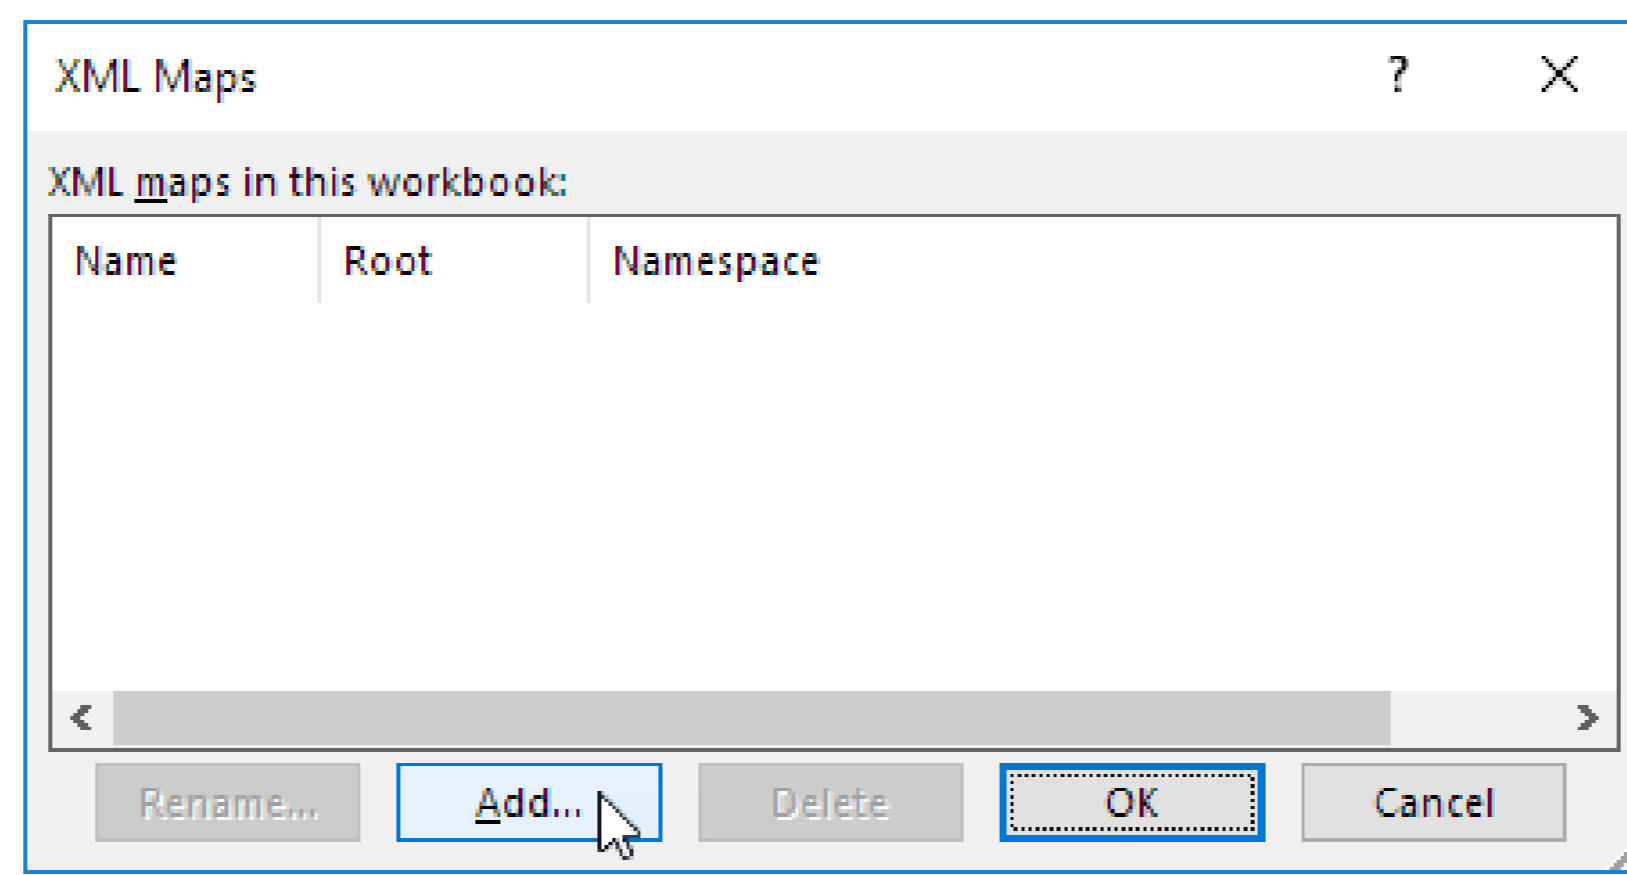 XML Maps ?
XML maps in this workbook:
Name Root Namespace
Rename... Add... Delete OK Cancel